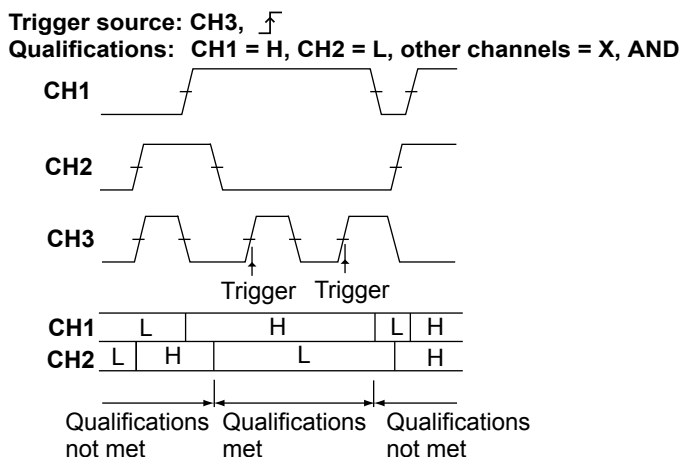 Trigger source: CH3,
Qualifications: CH1 = H, CH2 = L, other channels = X, AND
CH1
CH2
CH3
Trigger Trigger
CH1 L H L H
CH2 L H L H
Qualifications not met
Qualifications met
Qualifications not met